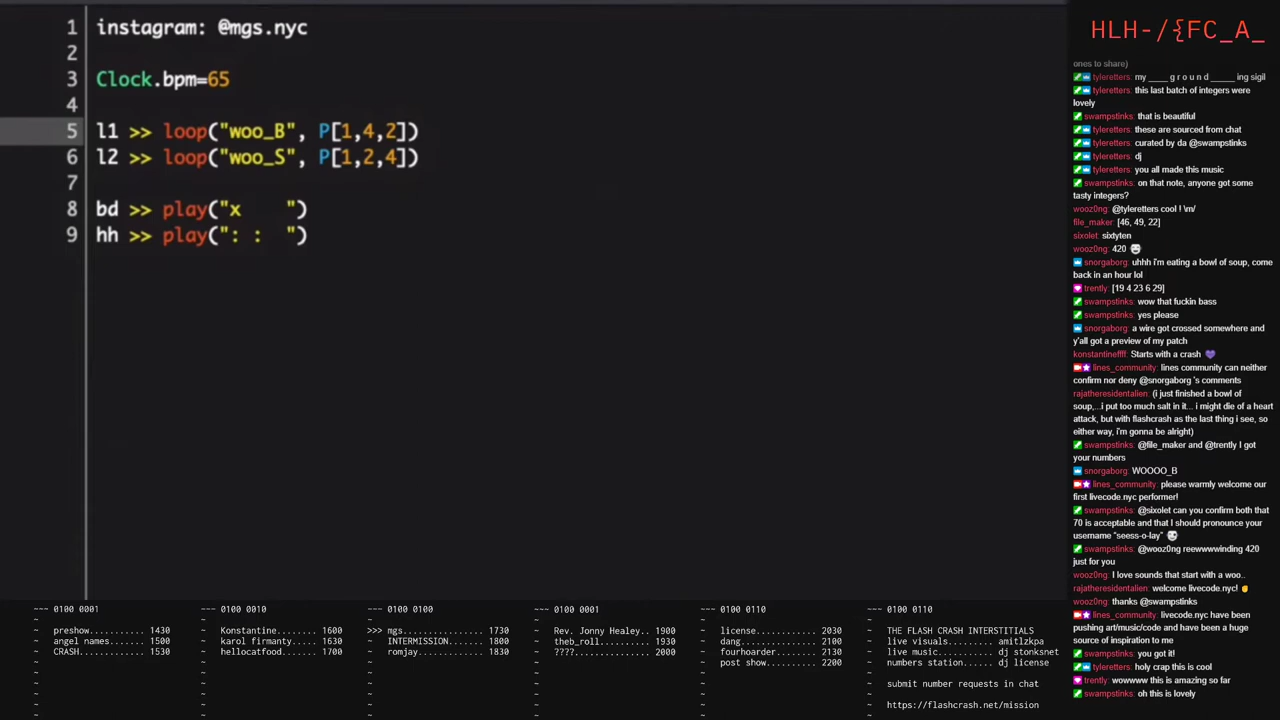 1 instagram: @mgs.nyc
2
3 Clock.bpm=65
4
5 l1 >> loop("woo_B", P[1,4,2])
6 l2 >> loop("woo_S", P[1,2,4])
7
8 bd >> play("x    ")
9 hh >> play(": :  ")
HLH-/{FC_A_
ones to share)
tyleretters: my ____ g r o u n d _____ ing sigil
tyleretters: this last batch of integers were
lovely
swampstinks: that is beautiful
tyleretters: these are sourced from chat
tyleretters: curated by da @swampstinks
tyleretters: dj
tyleretters: you all made this music
swampstinks: on that note, anyone got some
tasty integers?
wooz0ng: @tyleretters cool ! \m/
file_maker: [46, 49, 22]
sixolet: sixtyten
wooz0ng: 420
snorgaborg: uhhh i'm eating a bowl of soup, come
back in an hour lol
trently: [19 4 23 6 29]
swampstinks: wow that fuckin bass
swampstinks: yes please
snorgaborg: a wire got crossed somewhere and
y'all got a preview of my patch
konstantineffff: Starts with a crash
lines_community: lines community can neither
confirm nor deny @snorgaborg 's comments
rajatheresidentalien: (i just finished a bowl of
soup,...i put too much salt in it... i might die of a heart
attack, but with flashcrash as the last thing i see, so
either way, i'm gonna be alright)
swampstinks: @file_maker and @trently I got
your numbers
snorgaborg: WOOOO_B
lines_community: please warmly welcome our
first livecode.nyc performer!
swampstinks: @sixolet can you confirm both that
70 is acceptable and that I should pronounce your
username "seess-o-lay"
swampstinks: @wooz0ng reewwwwinding 420
just for you
wooz0ng: I love sounds that start with a woo..
rajatheresidentalien: welcome livecode.nyc!
wooz0ng: thanks @swampstinks
lines_community: livecode.nyc have been
pushing art/music/code and have been a huge
source of inspiration to me
swampstinks: you got it!
tyleretters: holy crap this is cool
trently: wowwww this is amazing so far
swampstinks: oh this is lovely
~~~ 0100 0001
~ preshow.......... 1430
~ angel names...... 1500
~ CRASH............ 1530
~~~ 0100 0010
~ Konstantine...... 1600
~ karol firmanty... 1630
~ hellocatfood..... 1700
~~~ 0100 0100
>>> mgs.............. 1730
~ INTERMISSION..... 1800
~ romjay........... 1830
~~~ 0100 0001
~ Rev. Jonny Healey.. 1900
~ theb_roll........ 1930
~ ????............. 2000
~~~ 0100 0110
~ license.......... 2030
~ dang............. 2100
~ fourhoarder...... 2130
~ post show........ 2200
~~~ 0100 0110
~ THE FLASH CRASH INTERSTITIALS
~ live visuals........ amitlzkpa
~ live music....... dj stonksnet
~ numbers station...... dj license
~ submit number requests in chat
~ https://flashcrash.net/mission